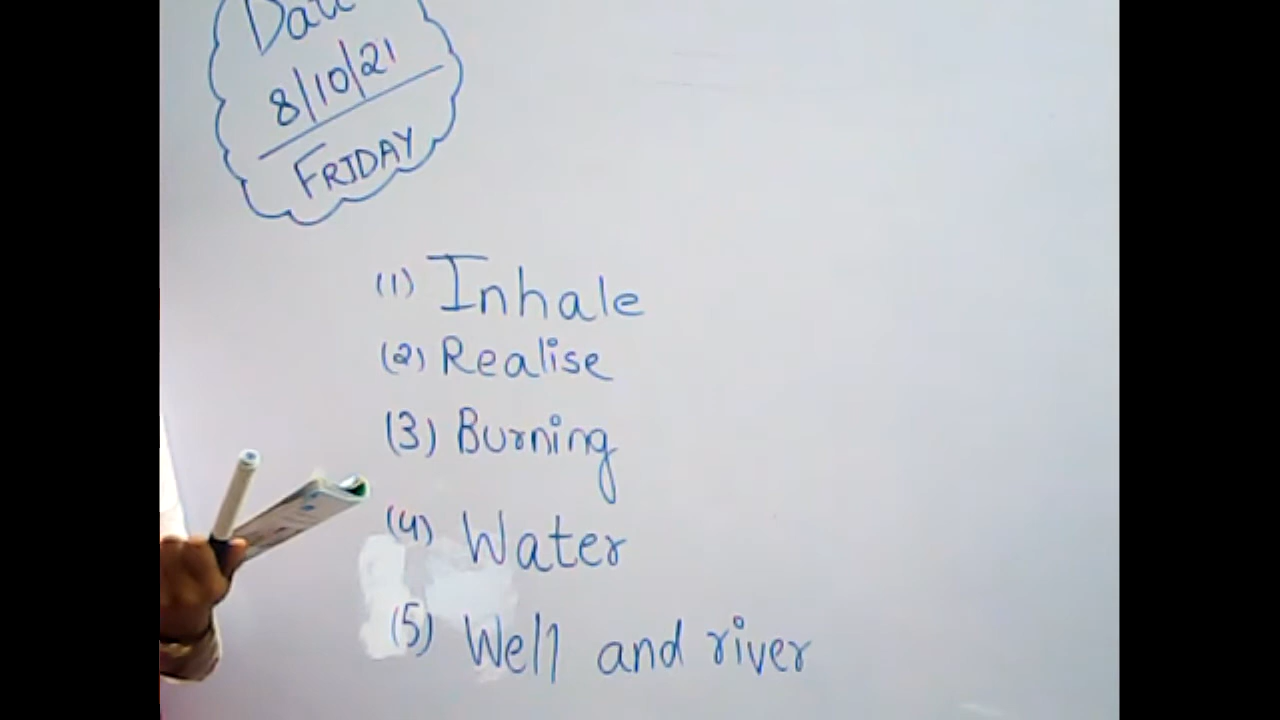 Date
8/10/21
FRIDAY
(1) Inhale
(2) Realise
(3) Burning
(4) Water
(5) Well and river